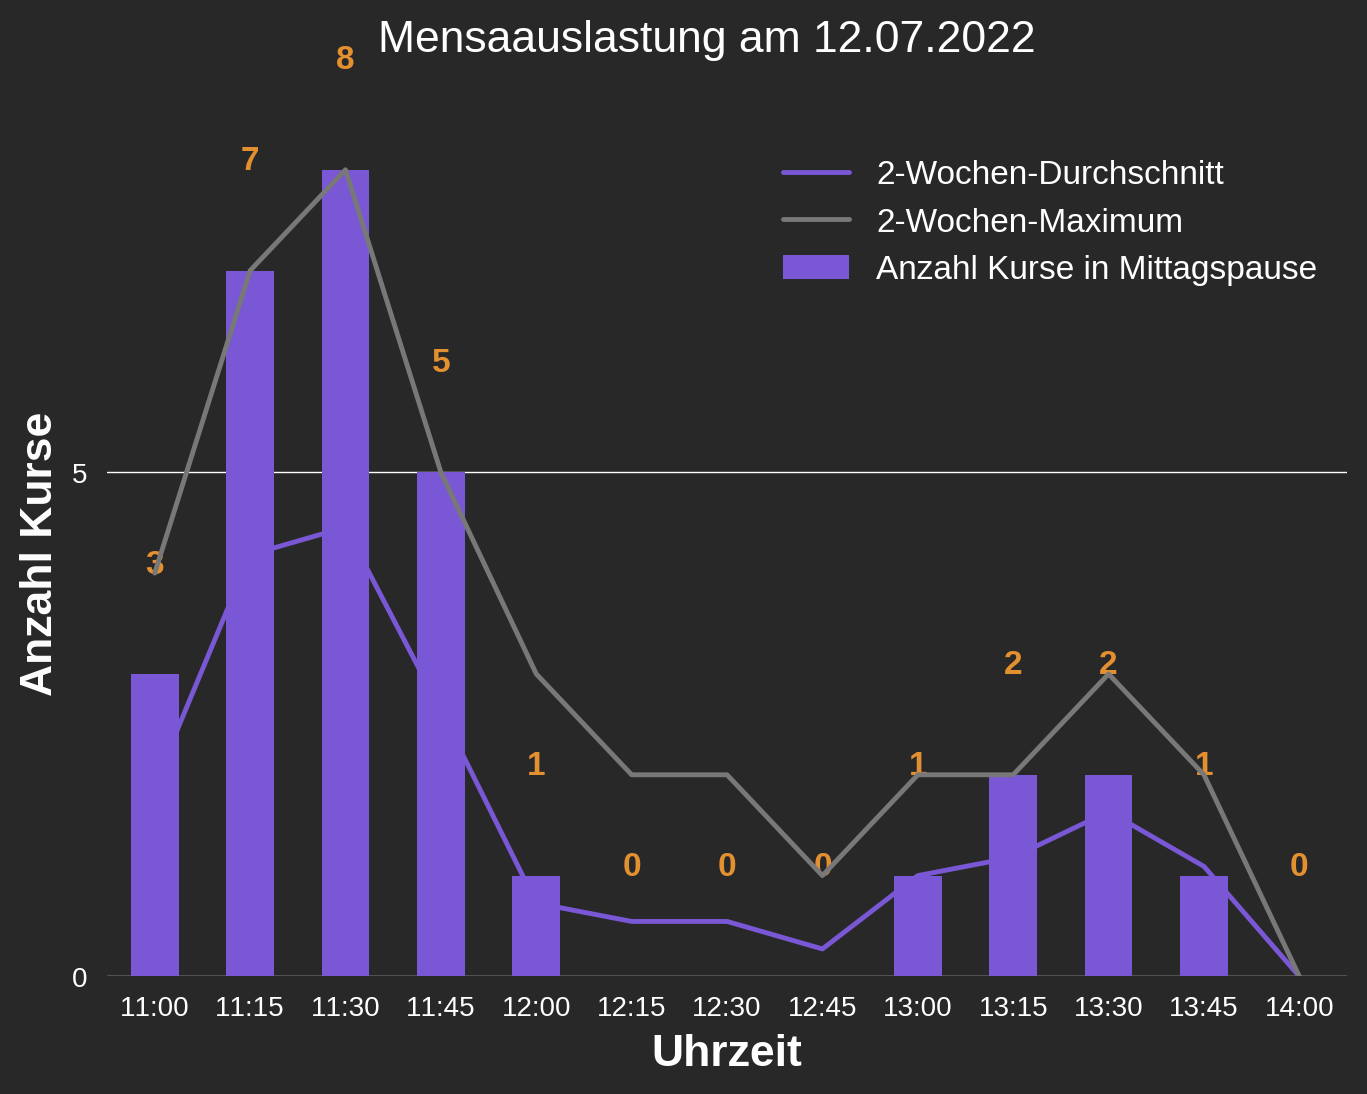 Mensaauslastung am 12.07.2022
8
7
2-Wochen-Durchschnitt
2-Wochen-Maximum
Anzahl Kurse in Mittagspause
5
Anzahl Kurse
5
3
2 2
1 1 1
0 0 0 0
0
11:00 11:15 11:30 11:45 12:00 12:15 12:30 12:45 13:00 13:15 13:30 13:45 14:00
Uhrzeit